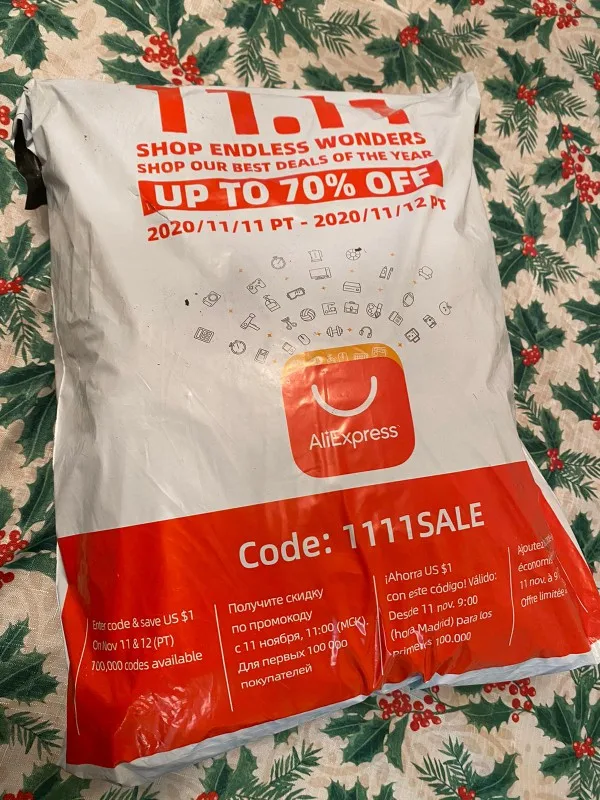 11.11
SHOP ENDLESS WONDERS
SHOP OUR BEST DEALS OF THE YEAR
UP TO 70% OFF
2020/11/11 PT - 2020/11/12 PT
AliExpress
Code: 1111SALE
Enter code & save US $1
On Nov 11 & 12 (PT)
700,000 codes available
Получите скидку
по промокоду
с 11 ноября, 11:00 (МСК).
Для первых 100 000
покупателей
¡Ahorra US $1
con este código! Válido:
Desde 11 nov. 9:00
(hora Madrid) para los
primeros 100.000
Ajoutez
économis
11 nov. à 9
Offre limitée